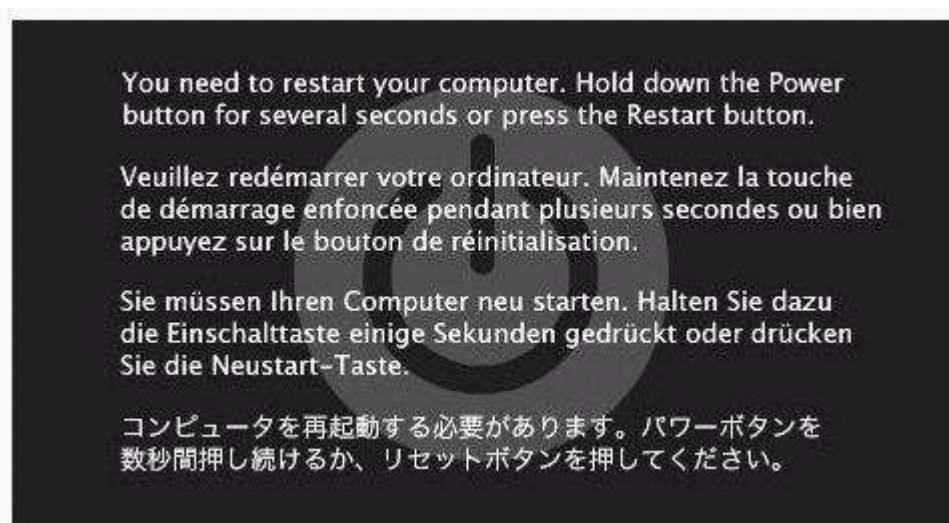 You need to restart your computer. Hold down the Power
button for several seconds or press the Restart button.
Veuillez redémarrer votre ordinateur. Maintenez la touche
de démarrage enfoncée pendant plusieurs secondes ou bien
appuyez sur le bouton de réinitialisation.
Sie müssen Ihren Computer neu starten. Halten Sie dazu
die Einschalttaste einige Sekunden gedrückt oder drücken
Sie die Neustart-Taste.
コンピュータを再起動する必要があります。パワーボタンを
数秒間押し続けるか、リセットボタンを押してください。